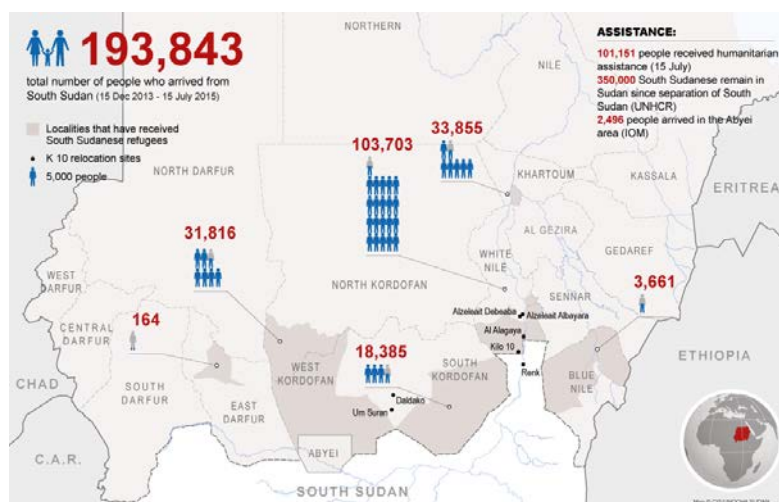 193,843
total number of people who arrived from
South Sudan (15 Dec 2013 - 15 July 2015)
Localities that have received
South Sudanese refugees
K 10 relocation sites
5,000 people
ASSISTANCE:
101,151 people received humanitarian
assistance (15 July)
350,000 South Sudanese remain in
Sudan since separation of South
Sudan (UNHCR)
2,496 people arrived in the Abyei
area (IOM)
NORTHERN
NILE
33,855
103,703
NORTH DARFUR
KHARTOUM
KASSALA
ERITREA
31,816
AL GEZIRA
WHITE
NILE
GEDAREF
WEST
DARFUR
NORTH KORDOFAN
3,661
SENNAR
164
CENTRAL
DARFUR
Alzeleait Debeaba
Alzeleait Albayara
Al Alagaya
Kilo 10
18,385
WEST
KORDOFAN
SOUTH
KORDOFAN
ETHIOPIA
CHAD
Renk
BLUE
NILE
SOUTH
DARFUR
EAST
DARFUR
Daldako
Um Suran
ABYEI
C.A.R.
SOUTH SUDAN